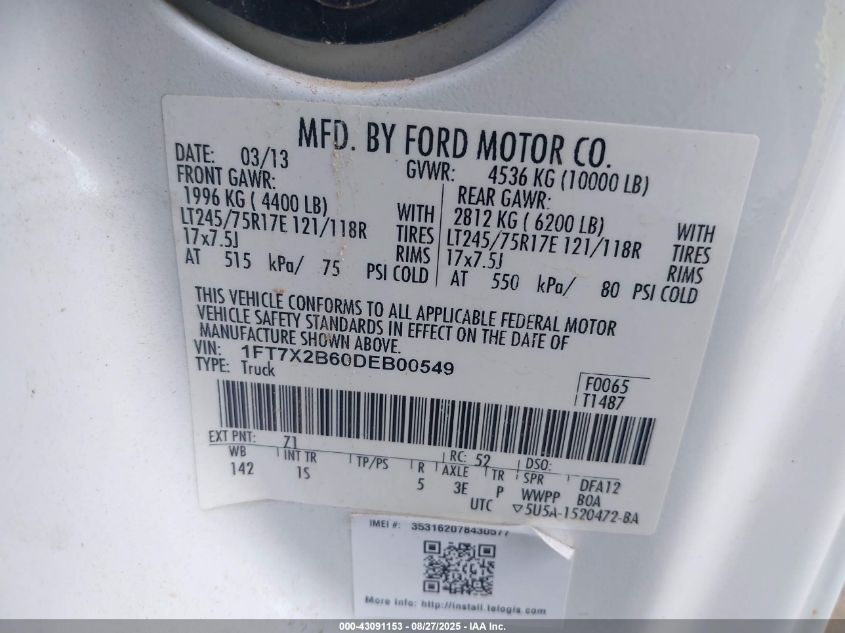 MFD. BY FORD MOTOR CO.
DATE: 03/13 GVWR: 4536 KG (10000 LB)
FRONT GAWR: REAR GAWR:
1996 KG ( 4400 LB) WITH 2812 KG ( 6200 LB) WITH
LT245/75R17E 121/118R TIRES LT245/75R17E 121/118R TIRES
17x7.5J RIMS 17x7.5J RIMS
AT 515 kPa/ 75 PSI COLD AT 550 kPa/ 80 PSI COLD
THIS VEHICLE CONFORMS TO ALL APPLICABLE FEDERAL MOTOR
VEHICLE SAFETY STANDARDS IN EFFECT ON THE DATE OF
MANUFACTURE SHOWN ABOVE.
VIN: 1FT7X2B60DEB00549
TYPE: Truck
F0065
T1487
EXT PNT: Z1 RC: 52 DSO:
WB INT TR TP/PS R AXLE TR SPR DFA12
142 1S 5 3E P WWPP BOA
UTC ▽5U5A-1520472-BA
IMEI #: 353162078430577
More info: http://install.telogis.com
000-43091153 - 08/27/2025 - IAA Inc.